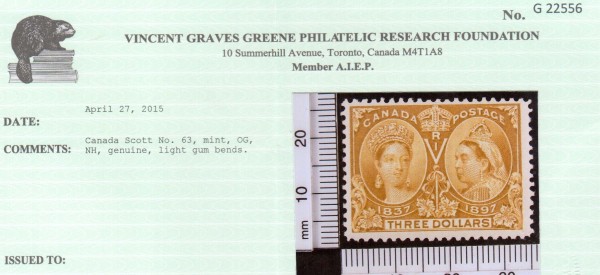 No. G 22556
VINCENT GRAVES GREENE PHILATELIC RESEARCH FOUNDATION
10 Summerhill Avenue, Toronto, Canada M4T1A8
Member A.I.E.P.
DATE:
April 27, 2015
COMMENTS:
Canada Scott No. 63, mint, OG,
NH, genuine, light gum bends.
ISSUED TO:
mm 10 20
CANADA POSTAGE
V R I
1837 1897
THREE DOLLARS
20